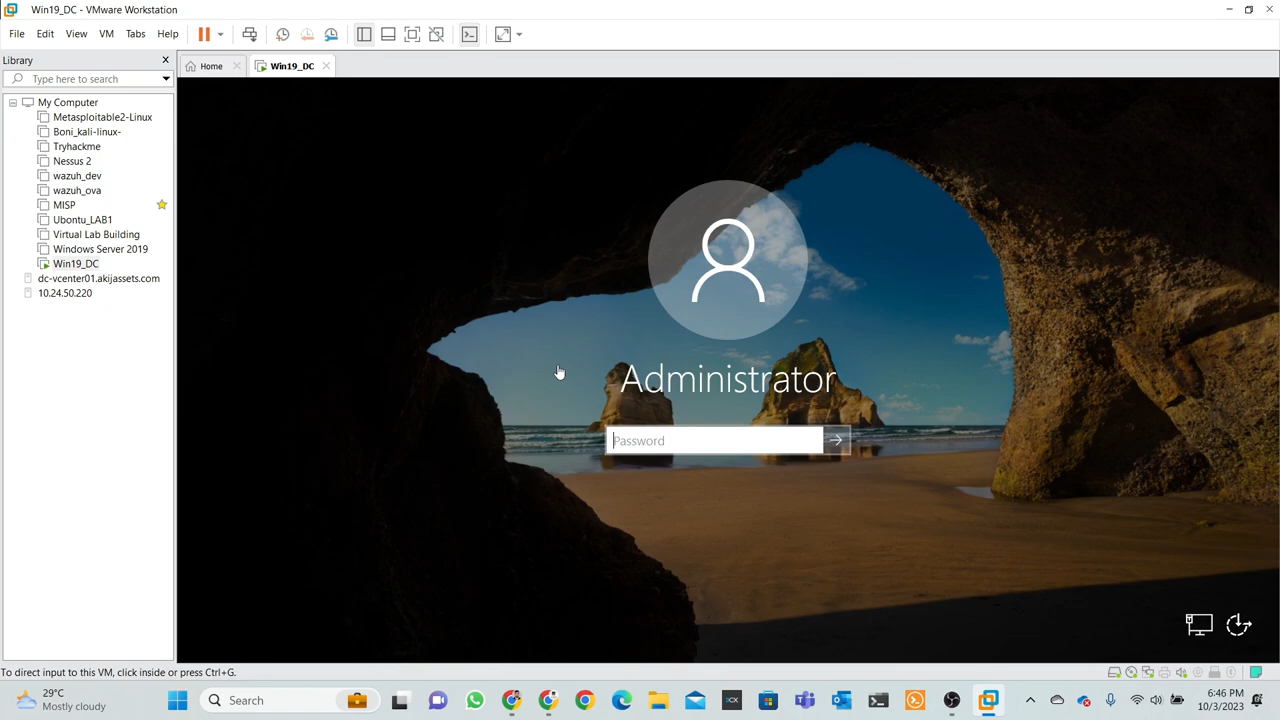 Win19_DC - VMware Workstation
File Edit View VM Tabs Help
Library
Type here to search
My Computer
Metasploitable2-Linux
Boni_kali-linux-
Tryhackme
Nessus 2
wazuh_dev
wazuh_ova
MISP
Ubontu_LAB1
Virtual Lab Building
Windows Server 2019
Win19_DC
dc-vcenter01.akijassets.com
10.24.50.220
Home
Win19_DC
Administrator
Password
To direct input to this VM, click inside or press Ctrl+G.
29°C
Mostly cloudy
Search
6:46 PM
10/3/2023